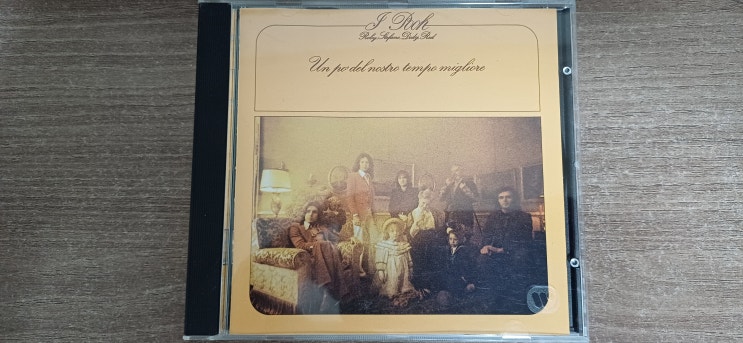 I Pooh
Roby, Stefano, Dody, Red
Un po' del nostro tempo migliore